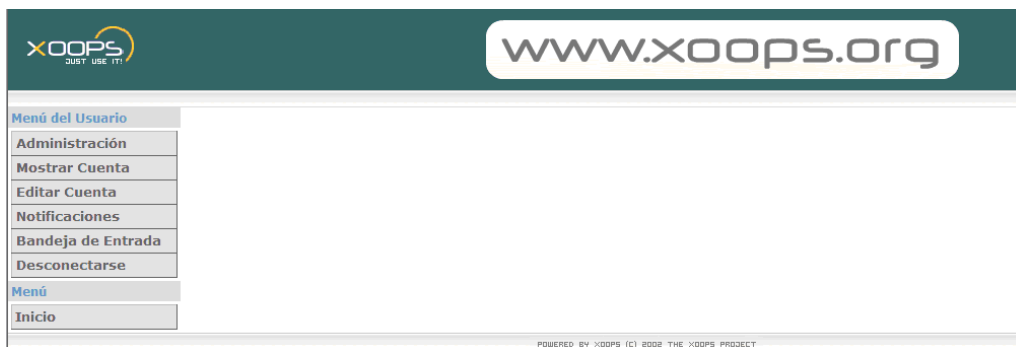 XOOPS
JUST USE IT!
www.xoops.org
Menú del Usuario
Administración
Mostrar Cuenta
Editar Cuenta
Notificaciones
Bandeja de Entrada
Desconectarse
Menú
Inicio
POWERED BY XOOPS (C) 2002 THE XOOPS PROJECT